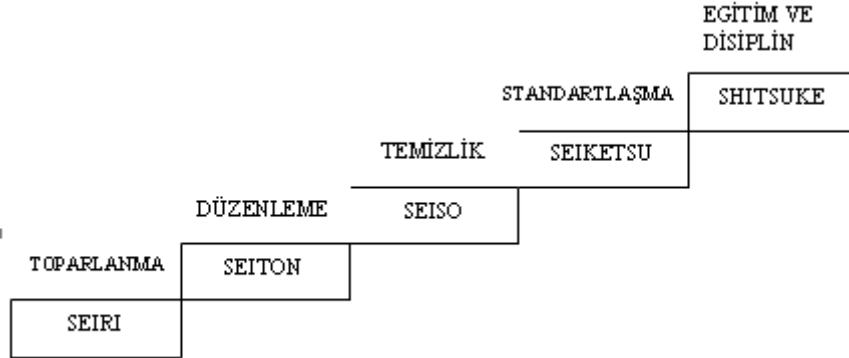 EGİTİM VE
DİSİPLİN
STANDARTLAŞMA
SHITSUKE
TEMİZLİK
SEIKETSU
DÜZENLEME
SEISO
TOPARLANMA
SEITON
SEIRI